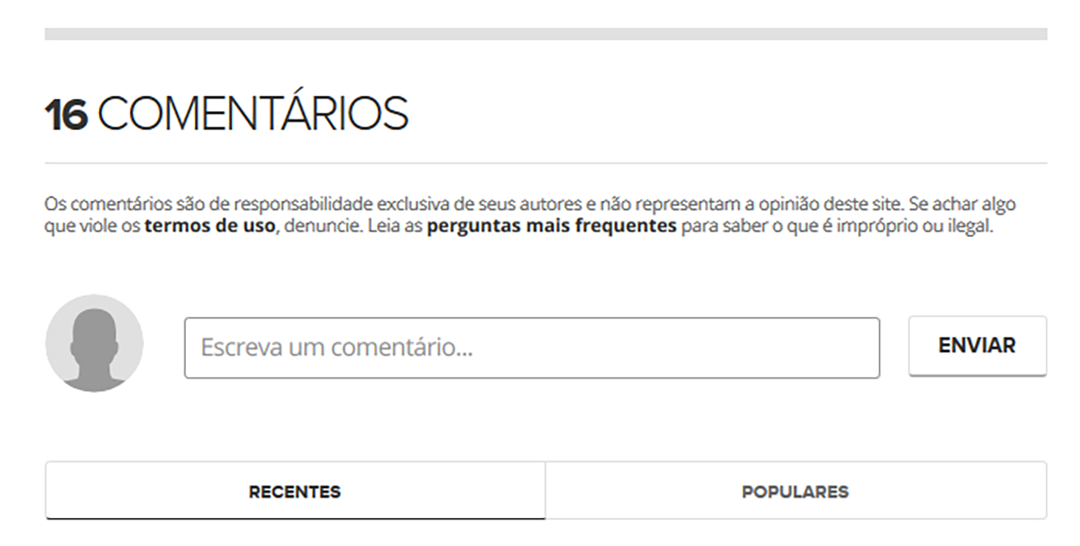 16 COMENTÁRIOS
Os comentários são de responsabilidade exclusiva de seus autores e não representam a opinião deste site. Se achar algo
que viole os termos de uso, denuncie. Leia as perguntas mais frequentes para saber o que é impróprio ou ilegal.
Escreva um comentário...
ENVIAR
RECENTES
POPULARES